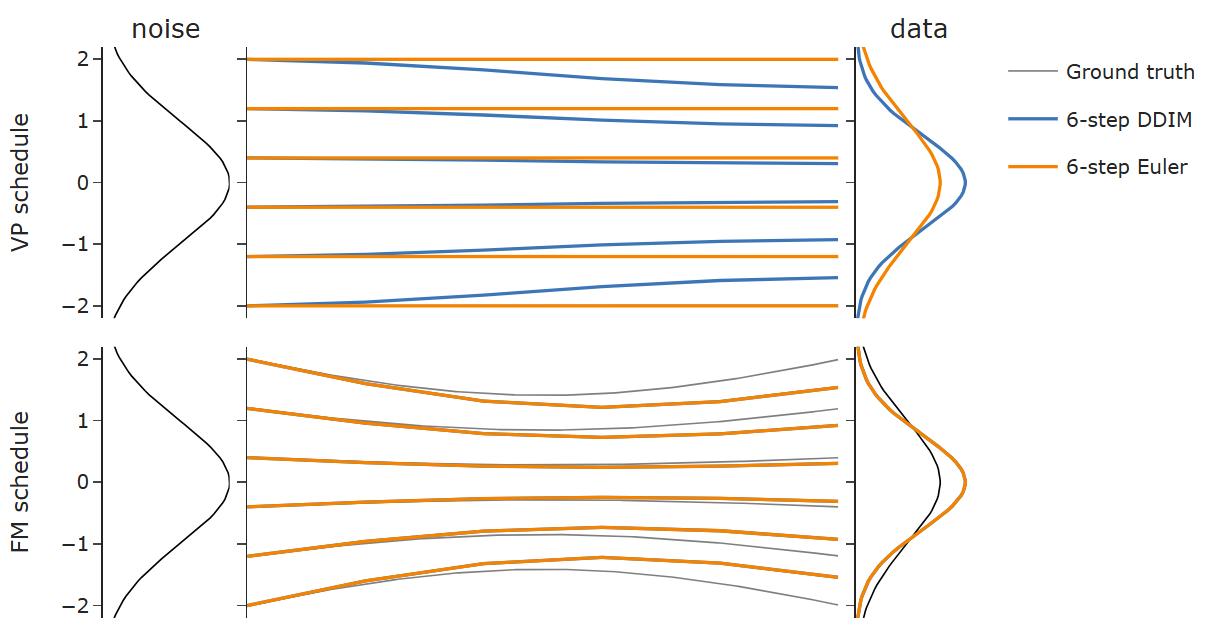 noise
data
VP schedule
2
1
0
−1
−2
Ground truth
6-step DDIM
6-step Euler
FM schedule
2
1
0
−1
−2